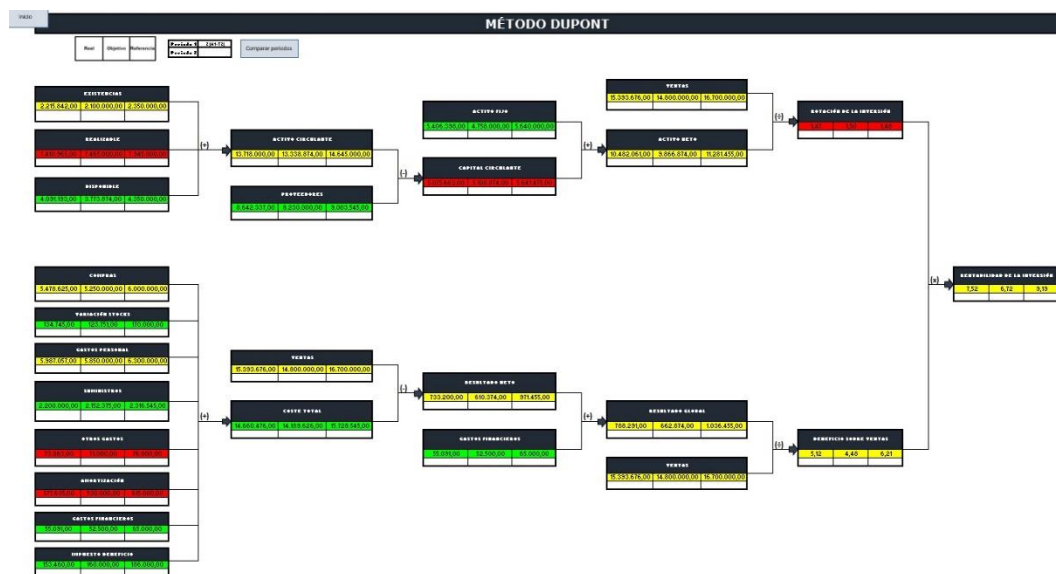 INICIO
MÉTODO DUPONT
Real Objetivo Referencia
Periodo 1
Periodo 2
Comparar periodos
EXISTENCIAS
2.215.842,00 2.100.000,00 2.350.000,00
REALIZABLE
DISPONIBLE
4.091.193,00 3.773.874,00 4.350.000,00
(+)
ACTIVO CIRCULANTE
13.718.000,00 13.338.874,00 14.645.000,00
PROVEEDORES
8.642.337,00 8.230.000,00 9.003.545,00
(-)
ACTIVO FIJO
5.406.398,00 4.758.000,00 5.640.000,00
CAPITAL CIRCULANTE
(+)
VENTAS
15.393.676,00 14.800.000,00 16.700.000,00
ACTIVO NETO
10.482.061,00 9.866.874,00 11.281.455,00
(÷)
ROTACIÓN DE LA INVERSIÓN
COMPRAS
5.478.625,00 5.250.000,00 6.000.000,00
VARIACIÓN STOCKS
GASTOS PERSONAL
5.987.057,00 5.850.000,00 6.300.000,00
SUMINISTROS
2.200.000,00 2.152.375,00 2.316.545,00
OTROS GASTOS
AMORTIZACIÓN
GASTOS FINANCIEROS
55.091,00 52.500,00 65.000,00
IMPUESTO BENEFICIO
(+)
VENTAS
15.393.676,00 14.800.000,00 16.700.000,00
COSTE TOTAL
14.660.476,00 14.189.626,00
(-)
RESULTADO NETO
733.200,00 610.374,00 971.455,00
GASTOS FINANCIEROS
55.091,00 52.500,00 65.000,00
(+)
RESULTADO GLOBAL
788.291,00 662.874,00 1.036.455,00
VENTAS
15.393.676,00 14.800.000,00 16.700.000,00
(÷)
BENEFICIO SOBRE VENTAS
5,12 4,48 6,21
(x)
RENTABILIDAD DE LA INVERSIÓN
7,52 6,72 9,19